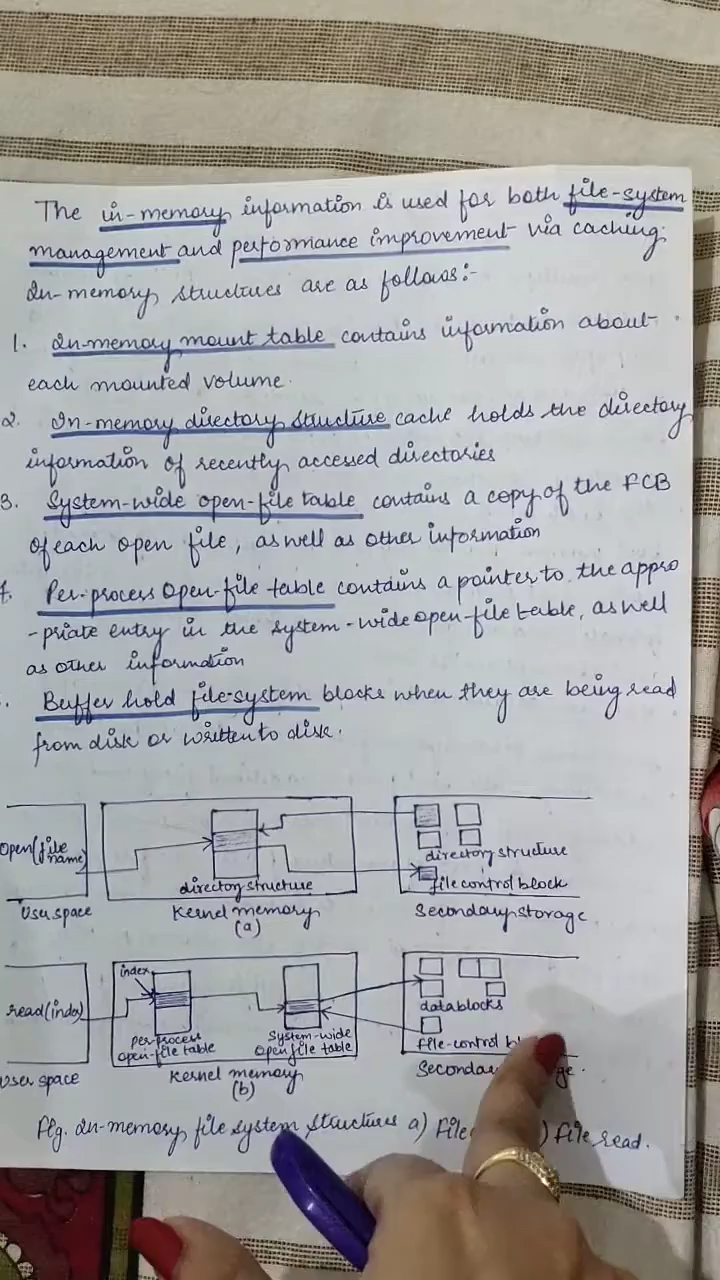 The in-memory information is used for both file-system
management and performance improvement via caching.
In-memory structures are as follows:-
1. In-memory mount table contains information about
each mounted volume.
2. In-memory directory structure cache holds the directory
information of recently accessed directories
3. System-wide open-file table contains a copy of the FCB
of each open file, as well as other information
Per-process open-file table contains a pointer to the appro
-priate entry in the system-wide open-file table, as well
as other information
Buffer hold file-system blocks when they are being read
from disk or written to disk.
open(file
name)
directory structure
directory structure
file control block
User space
Kernel memory
Secondary storage
(a)
index
read(index)
data blocks
per-process
open-file table
System-wide
open file table
file-control
User space
Kernel memory
(b)
Fig. In-memory file system structures a) File b) file read.